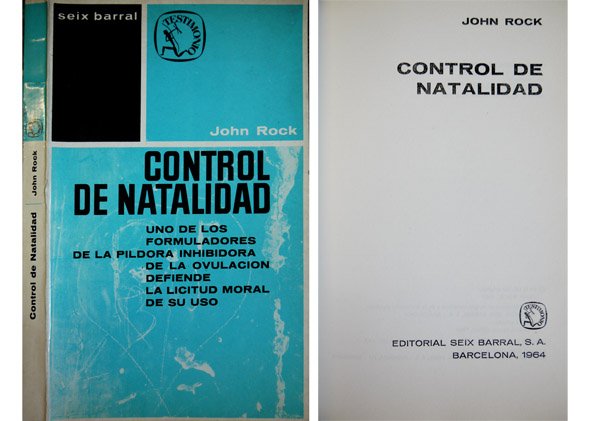 Control de Natalidad
John Rock
seix barral
TESTIMONIO
John Rock
CONTROL
DE NATALIDAD
UNO DE LOS
FORMULADORES
DE LA PILDORA INHIBIDORA
DE LA OVULACION
DEFIENDE
LA LICITUD MORAL
DE SU USO
JOHN ROCK
CONTROL DE
NATALIDAD
TESTIMONIO
EDITORIAL SEIX BARRAL, S. A.
BARCELONA, 1964